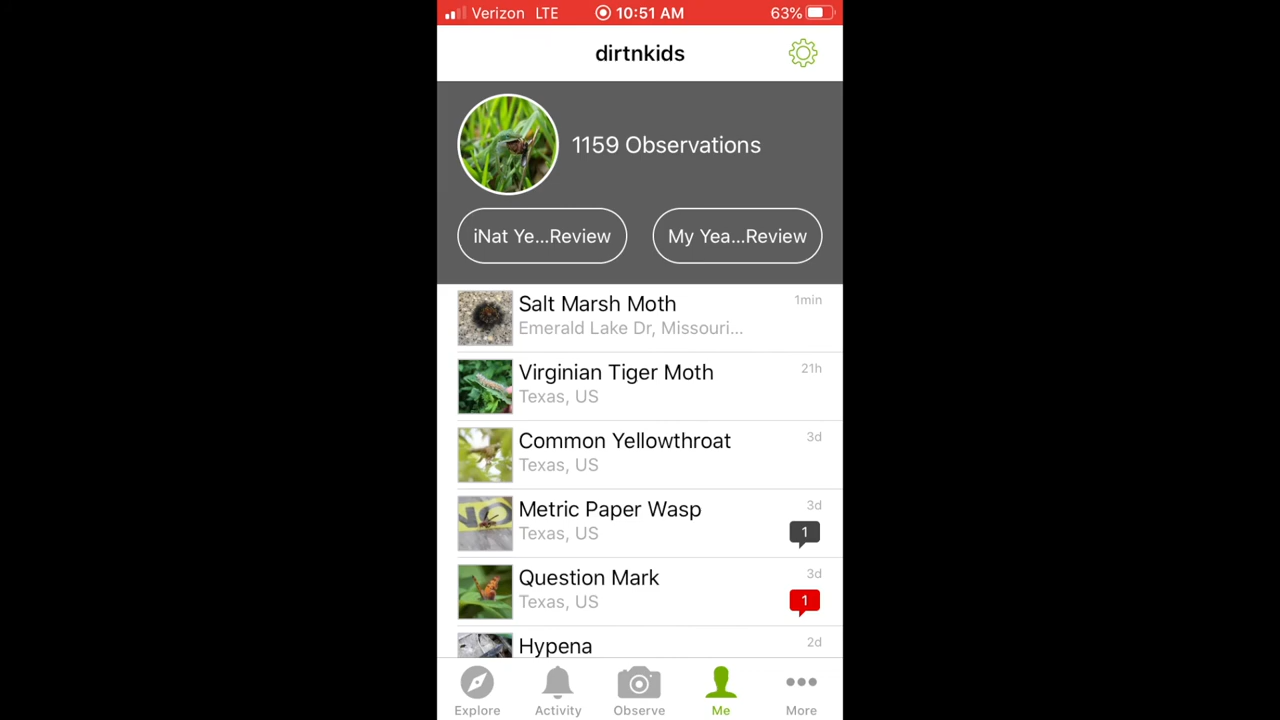 Verizon LTE 10:51 AM 63%
dirtnkids
1159 Observations
iNat Ye...Review My Yea...Review
Salt Marsh Moth 1min
Emerald Lake Dr, Missouri...
Virginian Tiger Moth 21h
Texas, US
Common Yellowthroat 3d
Texas, US
Metric Paper Wasp 3d
Texas, US 1
Question Mark 3d
Texas, US 1
Hypena 2d
Explore Activity Observe Me More